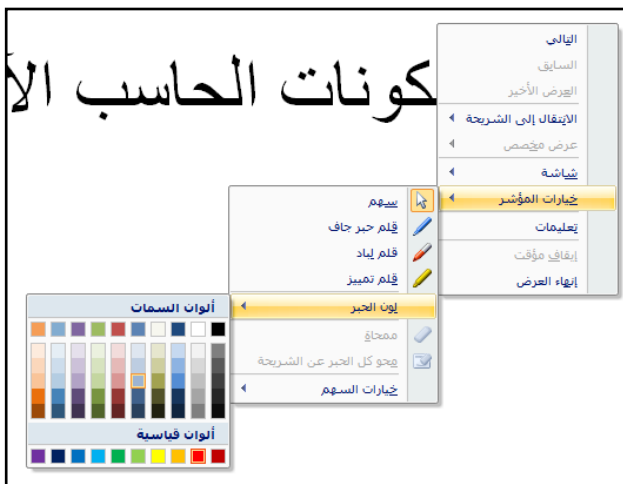 كونات الحاسب الأ
التالي
السابق
العرض الأخير
الانتقال إلى الشريحة
عرض مخصص
شاشة
خيارات المؤشر
تعليمات
إيقاف مؤقت
إنهاء العرض
سهم
قلم حبر جاف
قلم لباد
قلم تمييز
لون الحبر
ممحاة
محو كل الحبر عن الشريحة
خيارات السهم
ألوان السمات
ألوان قياسية